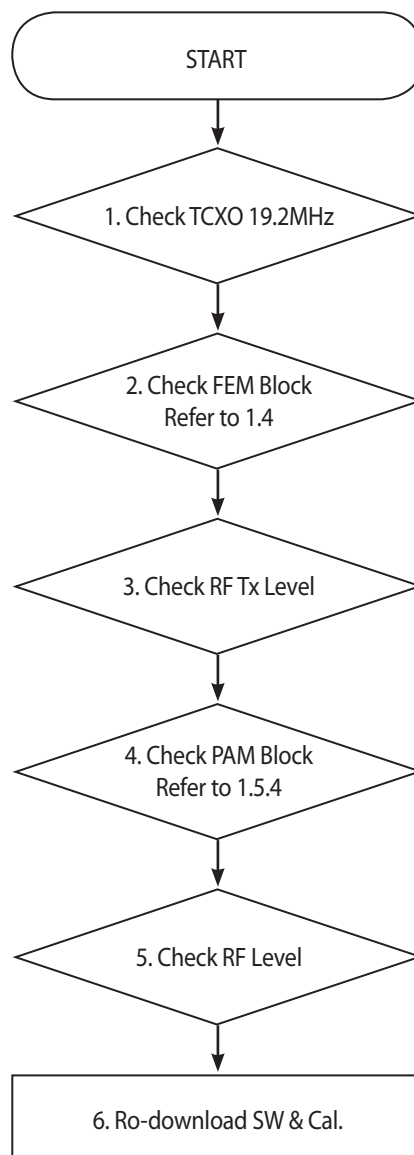 START
1. Check TCXO 19.2MHz
2. Check FEM Block
Refer to 1.4
3. Check RF Tx Level
4. Check PAM Block
Refer to 1.5.4
5. Check RF Level
6. Ro-download SW & Cal.